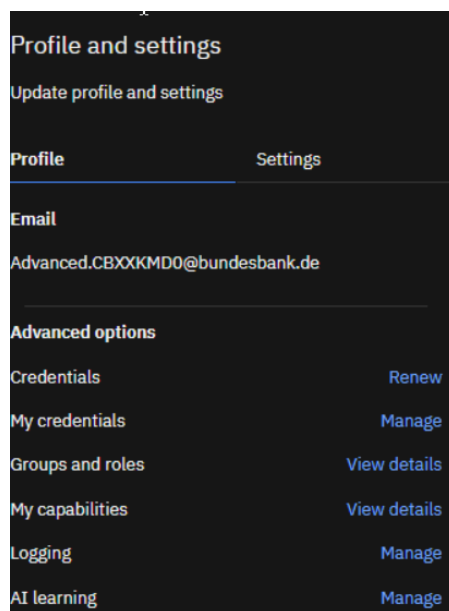 Profile and settings
Update profile and settings
Profile Settings
Email
Advanced.CBXXKMD0@bundesbank.de
Advanced options
Credentials Renew
My credentials Manage
Groups and roles View details
My capabilities View details
Logging Manage
AI learning Manage